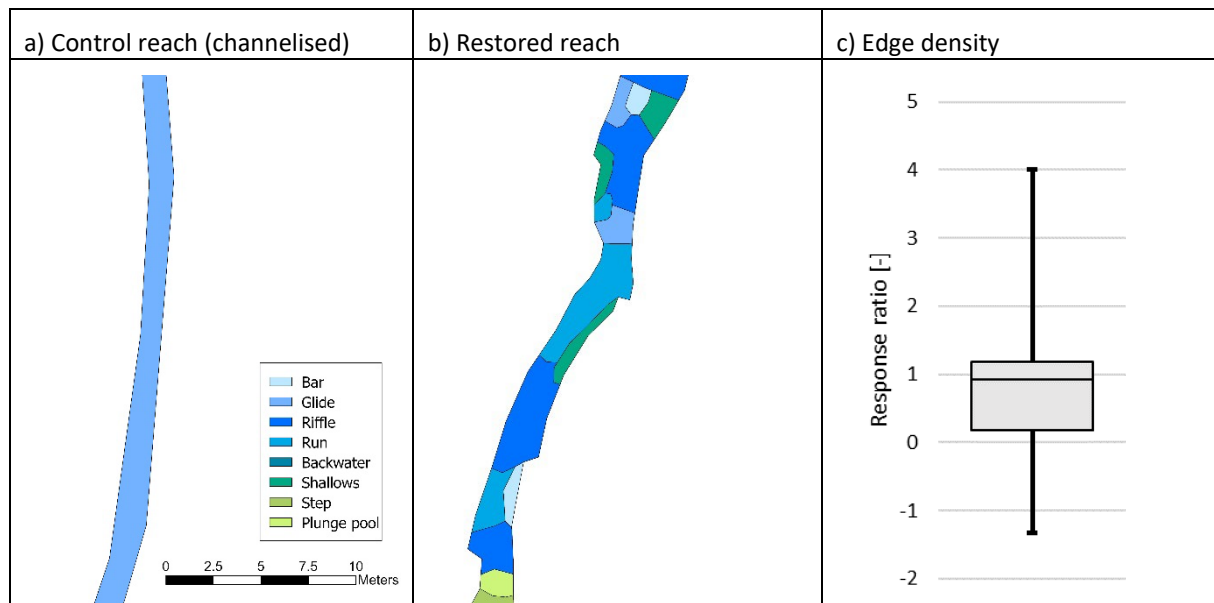 a) Control reach (channelised)
b) Restored reach
c) Edge density
Bar
Glide
Riffle
Run
Backwater
Shallows
Step
Plunge pool
0 2.5 5 7.5 10
Meters
Response ratio [-]
5
4
3
2
1
0
-1
-2